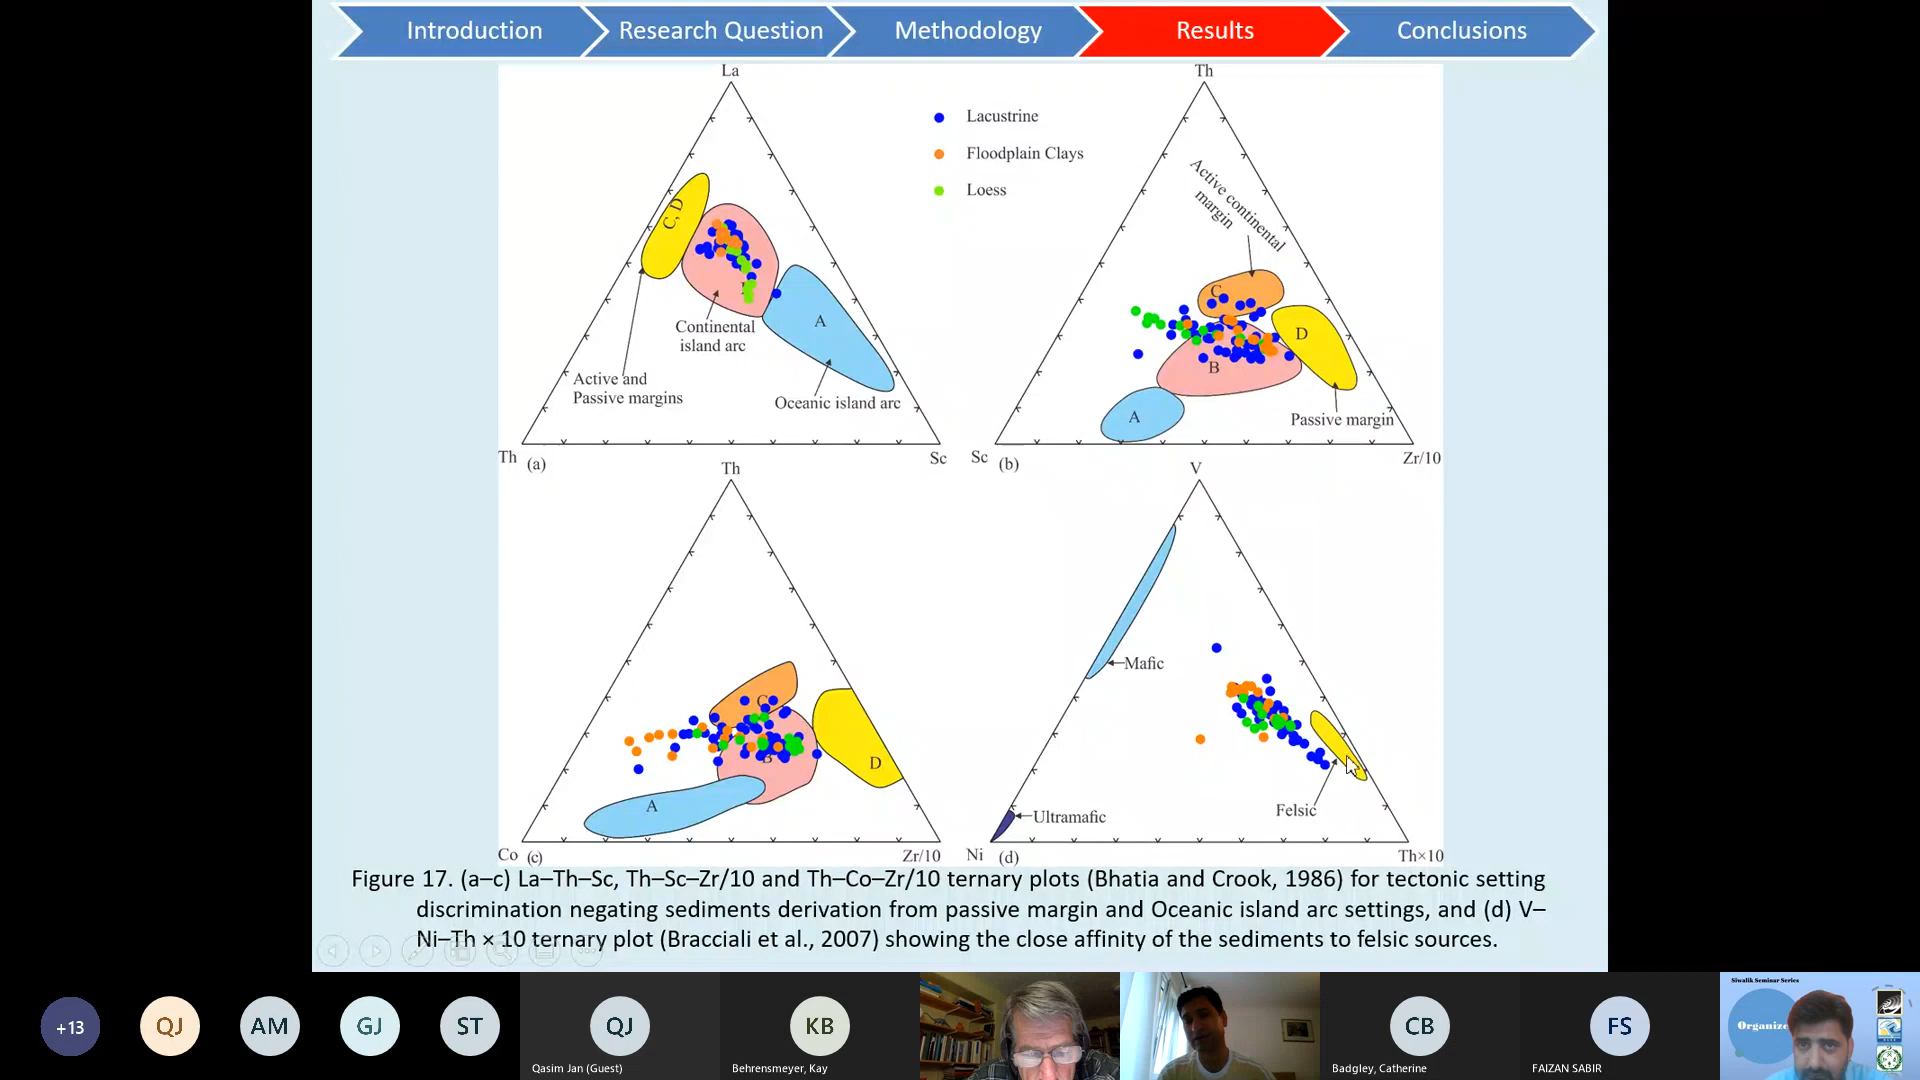 Introduction
Research Question
Methodology
Results
Conclusions
La
Th
Lacustrine
Floodplain Clays
Loess
Active continental
margin
C, D
C
A
D
B
Continental
island arc
Active and
Passive margins
Oceanic island arc
A
Passive margin
Th
(a)
Sc
Sc
(b)
Zr/10
Th
V
Mafic
C
B
D
A
Felsic
Ultramafic
Co
(c)
Zr/10
Ni
(d)
Th×10
Figure 17. (a–c) La–Th–Sc, Th–Sc–Zr/10 and Th–Co–Zr/10 ternary plots (Bhatia and Crook, 1986) for tectonic setting
discrimination negating sediments derivation from passive margin and Oceanic island arc settings, and (d) V–
Ni–Th × 10 ternary plot (Bracciali et al., 2007) showing the close affinity of the sediments to felsic sources.
+13
QJ
AM
GJ
ST
QJ
Qasim Jan (Guest)
KB
Behrensmeyer, Kay
CB
Badgley, Catherine
FS
FAIZAN SABIR
Siwalik Seminar Series
Organize